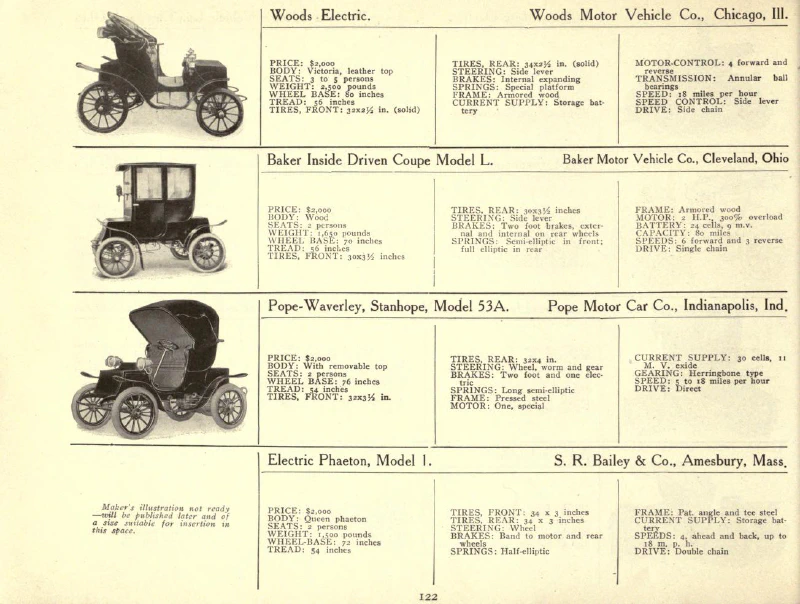 Woods Electric. Woods Motor Vehicle Co., Chicago, Ill.
PRICE: $2,000
BODY: Victoria, leather top
SEATS: 3 to 5 persons
WEIGHT: 2,500 pounds
WHEEL BASE: 80 inches
TREAD: 56 inches
TIRES, FRONT: 32x2½ in. (solid)
TIRES, REAR: 34x2½ in. (solid)
STEERING: Side lever
BRAKES: Internal expanding
SPRINGS: Special platform
FRAME: Armored wood
CURRENT SUPPLY: Storage bat-
tery
MOTOR-CONTROL: 4 forward and
reverse
TRANSMISSION: Annular ball
bearings
SPEED: 18 miles per hour
SPEED CONTROL: Side lever
DRIVE: Side chain
Baker Inside Driven Coupe Model L. Baker Motor Vehicle Co., Cleveland, Ohio
PRICE: $2,000
BODY: Wood
SEATS: 2 persons
WEIGHT: 1,650 pounds
WHEEL BASE: 70 inches
TREAD: 56 inches
TIRES, FRONT: 30x3½ inches
TIRES, REAR: 30x3½ inches
STEERING: Side lever
BRAKES: Two foot brakes, exter-
nal and internal on rear wheels
SPRINGS: Semi-elliptic in front;
full elliptic in rear
FRAME: Armored wood
MOTOR: 2 H.P., 300% overload
BATTERY: 24 cells, 9 m.v.
CAPACITY: 80 miles
SPEEDS: 6 forward and 3 reverse
DRIVE: Single chain
Pope-Waverley, Stanhope, Model 53A. Pope Motor Car Co., Indianapolis, Ind.
PRICE: $2,000
BODY: With removable top
SEATS: 2 persons
WHEEL BASE: 76 inches
TREAD: 54 inches
TIRES, FRONT: 32x3½ in.
TIRES, REAR: 32x4 in.
STEERING: Wheel, worm and gear
BRAKES: Two foot and one elec-
tric
SPRINGS: Long semi-elliptic
FRAME: Pressed steel
MOTOR: One, special
CURRENT SUPPLY: 30 cells, 11
M. V. exide
GEARING: Herringbone type
SPEED: 5 to 18 miles per hour
DRIVE: Direct
Electric Phaeton, Model 1. S. R. Bailey & Co., Amesbury, Mass.
Maker's illustration not ready
—will be published later and of
a size suitable for insertion in
this space.
PRICE: $2,000
BODY: Queen phaeton
SEATS: 2 persons
WEIGHT: 1,500 pounds
WHEEL-BASE: 72 inches
TREAD: 54 inches
TIRES, FRONT: 34 x 3 inches
TIRES, REAR: 34 x 3 inches
STEERING: Wheel
BRAKES: Band to motor and rear
wheels
SPRINGS: Half-elliptic
FRAME: Pat. angle and tee steel
CURRENT SUPPLY: Storage bat-
tery
SPEEDS: 4, ahead and back, up to
18 m. p. h.
DRIVE: Double chain
122